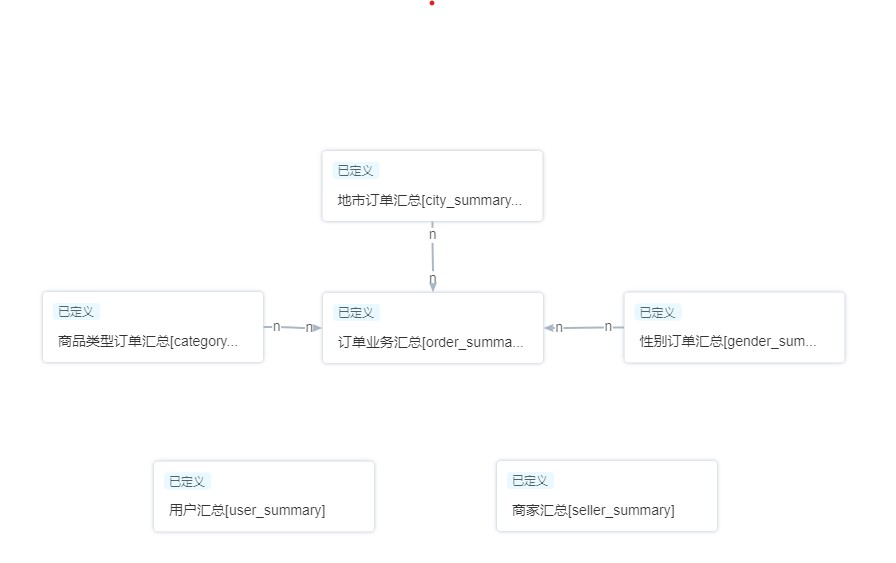 已定义
地市订单汇总[city_summary...
n
n
已定义
商品类型订单汇总[category...
n
n
已定义
订单业务汇总[order_summa...
n
n
已定义
性别订单汇总[gender_sum...
已定义
用户汇总[user_summary]
已定义
商家汇总[seller_summary]